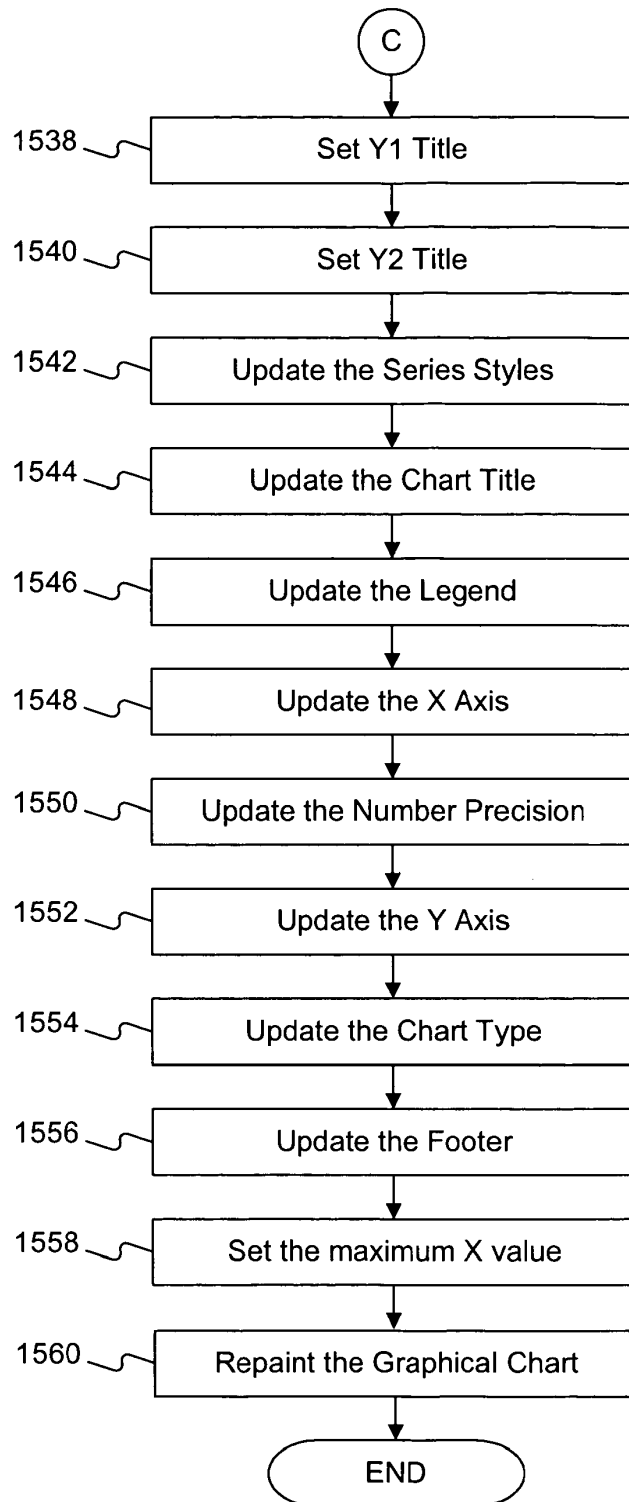 C
1538 Set Y1 Title
1540 Set Y2 Title
1542 Update the Series Styles
1544 Update the Chart Title
1546 Update the Legend
1548 Update the X Axis
1550 Update the Number Precision
1552 Update the Y Axis
1554 Update the Chart Type
1556 Update the Footer
1558 Set the maximum X value
1560 Repaint the Graphical Chart
END